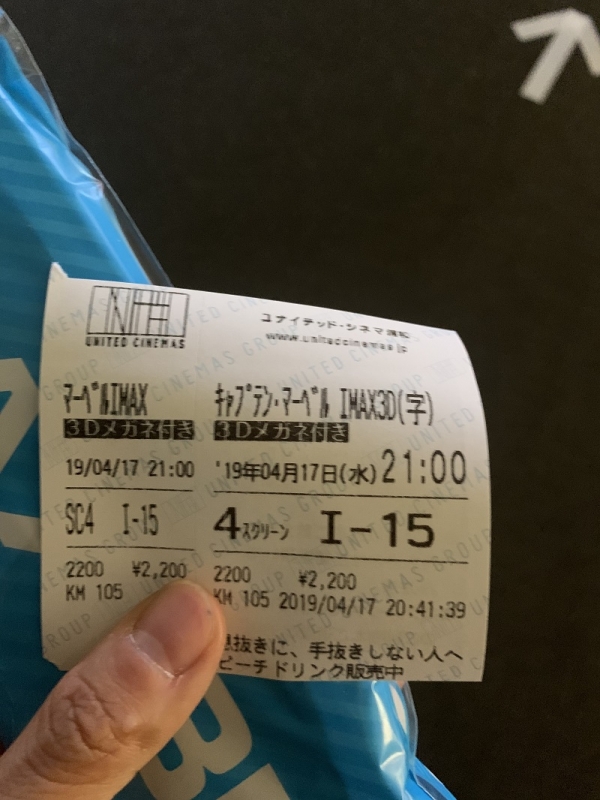 UNITED CINEMAS
ユナイテッド・シネマ浦和
www.unitedcinemas.jp
ﾏｰﾍﾞﾙIMAX
3Dメガネ付き
19/04/17 21:00
SC4 I-15
2200 ¥2,200
KM 105
ｷｬﾌﾟﾃﾝ・ﾏｰﾍﾞﾙ IMAX3D(字)
3Dメガネ付き
'19年04月17日(水) 21:00
4ｽｸﾘｰﾝ I-15
2200 ¥2,200
KM 105 2019/04/17 20:41:39
息抜きに、手抜きしない人へ
ピーチドリンク販売中